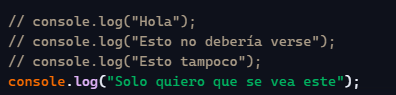 // console.log("Hola");
// console.log("Esto no debería verse");
// console.log("Esto tampoco");
console.log("Solo quiero que se vea este");